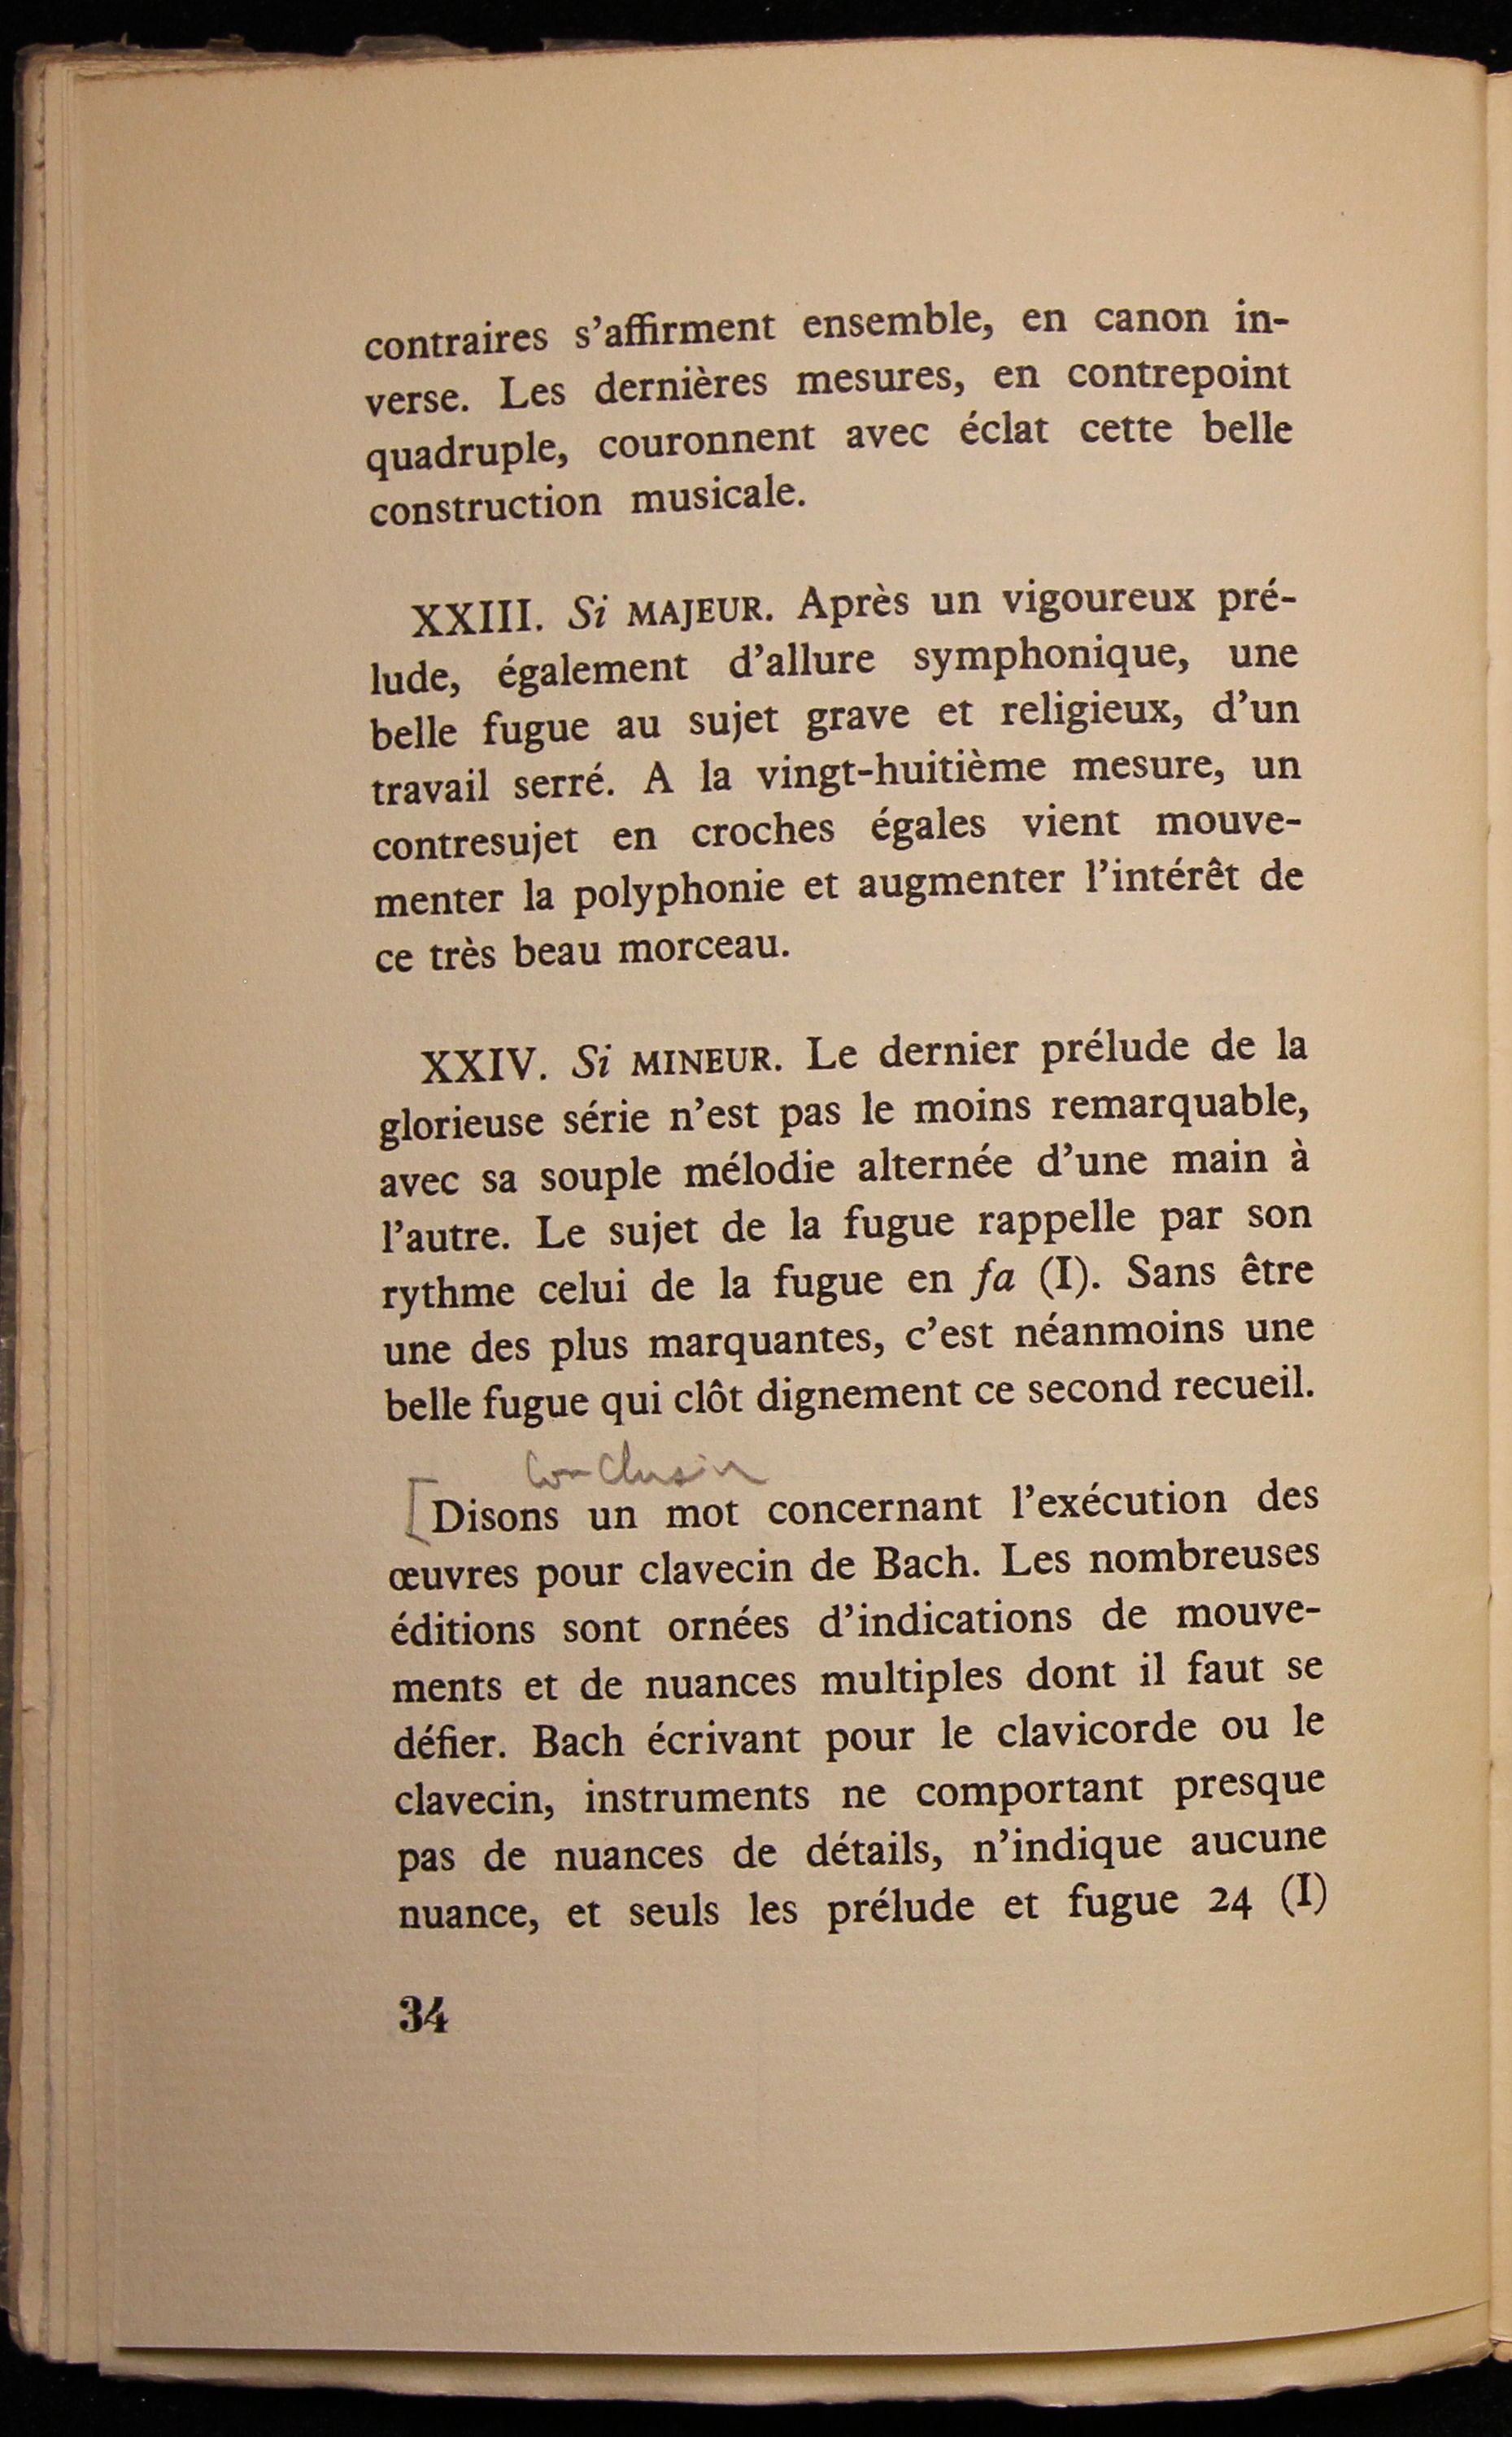 contraires s’affirment ensemble, en canon in-
verse. Les dernières mesures, en contrepoint
quadruple, couronnent avec éclat cette belle
construction musicale.
XXIII. Si MAJEUR. Après un vigoureux pré-
lude, également d’allure symphonique, une
belle fugue au sujet grave et religieux, d’un
travail serré. A la vingt-huitième mesure, un
contresujet en croches égales vient mouve-
menter la polyphonie et augmenter l’intérêt de
ce très beau morceau.
XXIV. Si MINEUR. Le dernier prélude de la
glorieuse série n’est pas le moins remarquable,
avec sa souple mélodie alternée d’une main à
l’autre. Le sujet de la fugue rappelle par son
rythme celui de la fugue en fa (I). Sans être
une des plus marquantes, c’est néanmoins une
belle fugue qui clôt dignement ce second recueil.
Conclusion
[Disons un mot concernant l’exécution des
œuvres pour clavecin de Bach. Les nombreuses
éditions sont ornées d’indications de mouve-
ments et de nuances multiples dont il faut se
défier. Bach écrivant pour le clavicorde ou le
clavecin, instruments ne comportant presque
pas de nuances de détails, n’indique aucune
nuance, et seuls les prélude et fugue 24 (I)
34